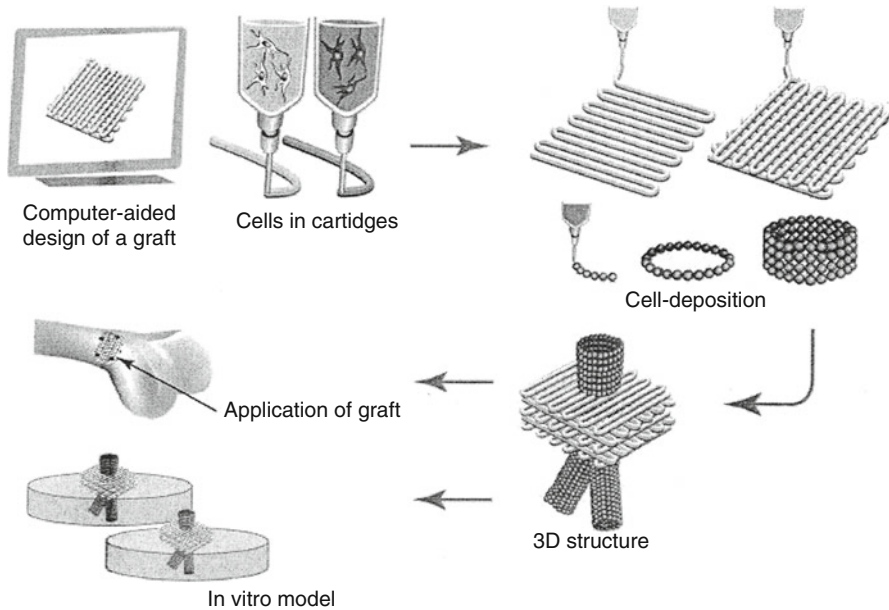 Computer-aided
design of a graft
Cells in cartidges
Cell-deposition
Application of graft
3D structure
In vitro model